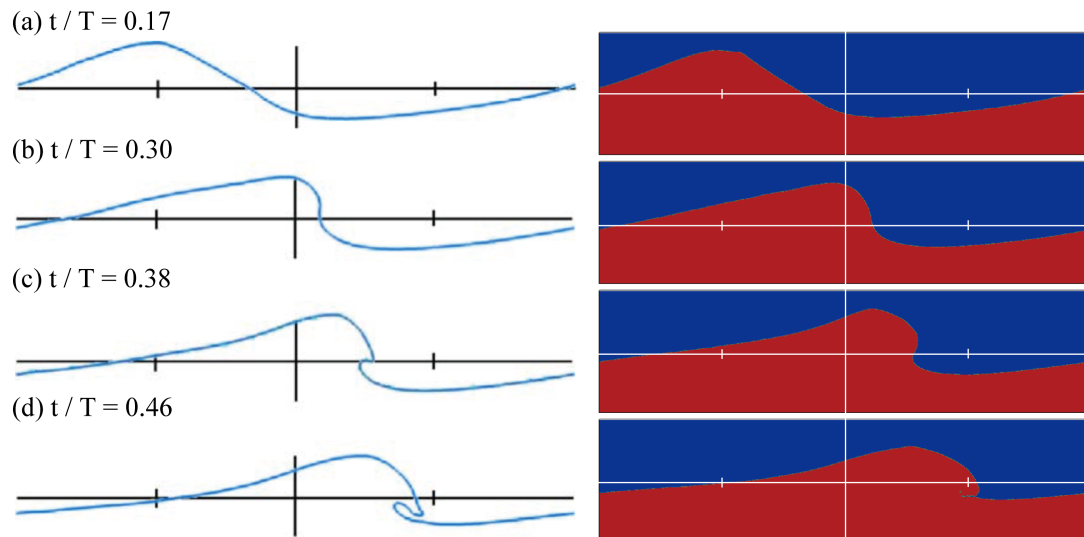 (a) t / T = 0.17
(b) t / T = 0.30
(c) t / T = 0.38
(d) t / T = 0.46